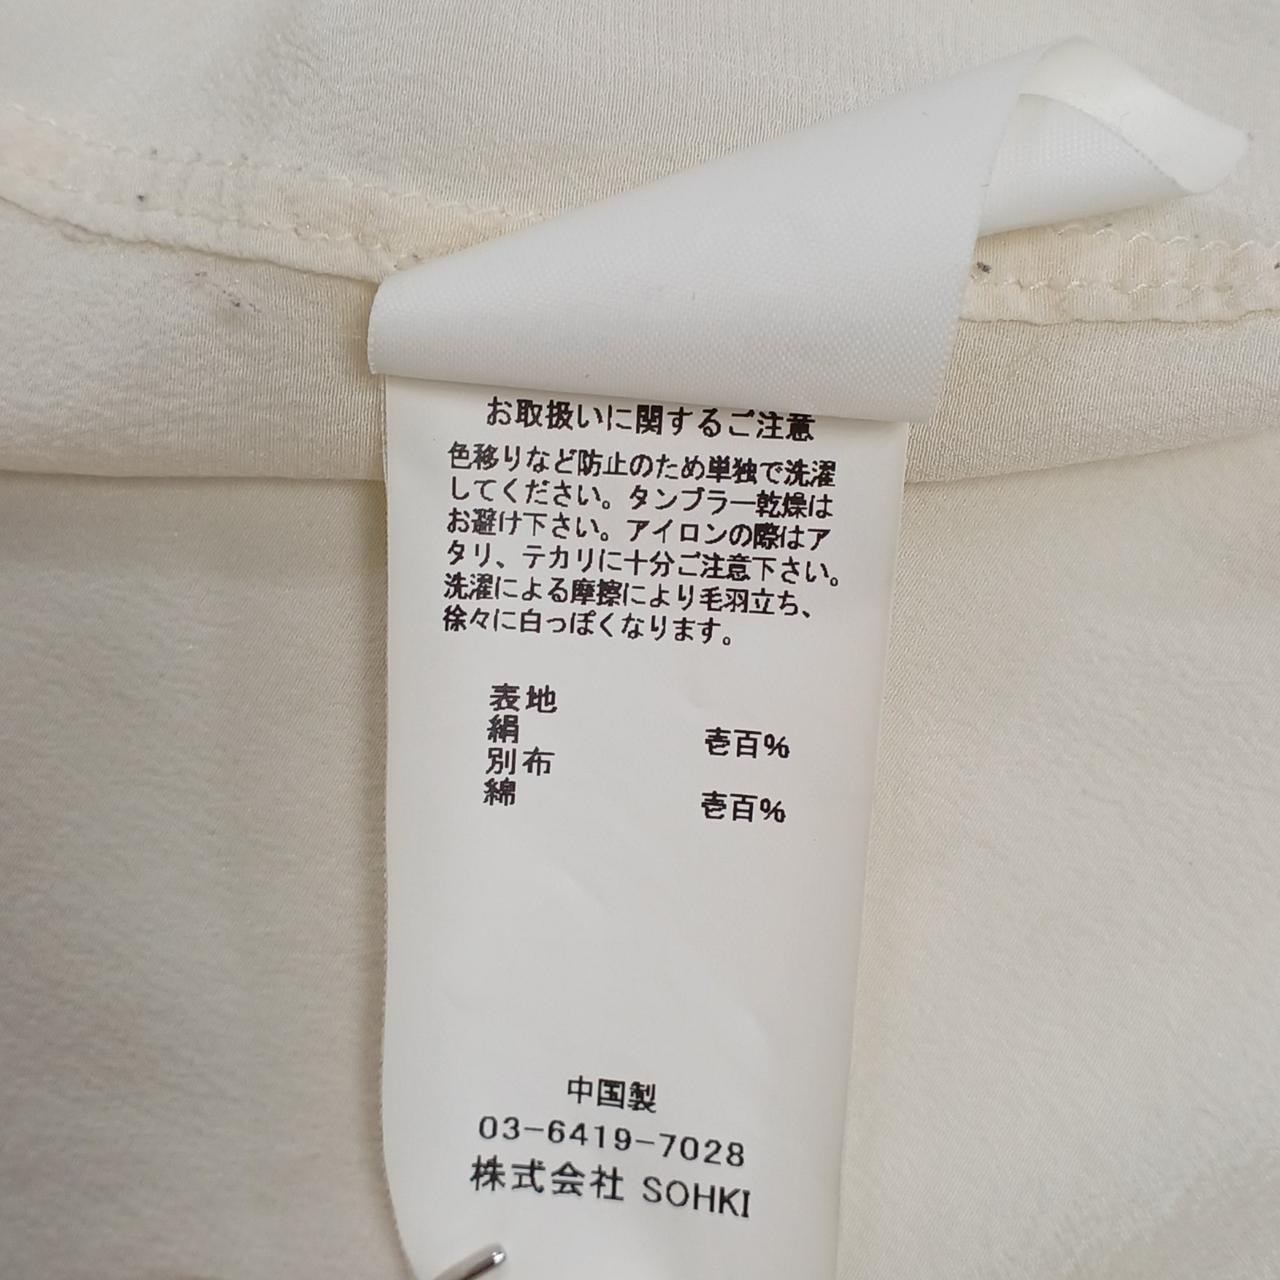 お取扱いに関するご注意
色移りなど防止のため単独で洗濯
してください。タンブラー乾燥は
お避け下さい。アイロンの際はア
タリ、テカリに十分ご注意下さい。
洗濯による摩擦により毛羽立ち、
徐々に白っぽくなります。
表地
絹 壱百%
別布
綿 壱百%
中国製
03-6419-7028
株式会社 SOHKI